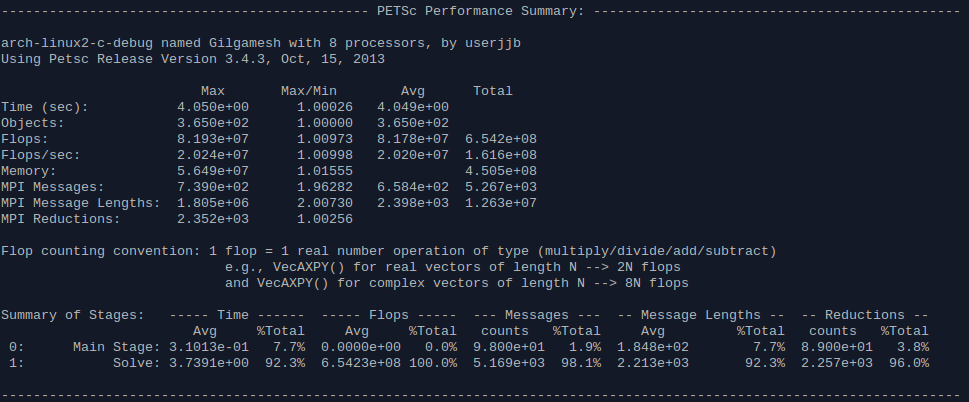 ---------------------------------------------- PETSc Performance Summary: ----------------------------------------------
arch-linux2-c-debug named Gilgamesh with 8 processors, by userjjb
Using Petsc Release Version 3.4.3, Oct, 15, 2013
                         Max       Max/Min        Avg      Total
Time (sec):           4.050e+00      1.00026   4.049e+00
Objects:              3.650e+02      1.00000   3.650e+02
Flops:                8.193e+07      1.00973   8.178e+07  6.542e+08
Flops/sec:            2.024e+07      1.00998   2.020e+07  1.616e+08
Memory:               5.649e+07      1.01555              4.505e+08
MPI Messages:         7.390e+02      1.96282   6.584e+02  5.267e+03
MPI Message Lengths:  1.805e+06      2.00730   2.398e+03  1.263e+07
MPI Reductions:       2.352e+03      1.00256
Flop counting convention: 1 flop = 1 real number operation of type (multiply/divide/add/subtract)
                            e.g., VecAXPY() for real vectors of length N --> 2N flops
                            and VecAXPY() for complex vectors of length N --> 8N flops
Summary of Stages:   ----- Time ------  ----- Flops -----  --- Messages ---  -- Message Lengths --  -- Reductions --
                        Avg     %Total     Avg     %Total   counts   %Total     Avg         %Total   counts   %Total
 0:      Main Stage: 3.1013e-01   7.7%  0.0000e+00   0.0%  9.800e+01   1.9%  1.848e+02        7.7%  8.900e+01   3.8%
 1:           Solve: 3.7391e+00  92.3%  6.5423e+08 100.0%  5.169e+03  98.1%  2.213e+03       92.3%  2.257e+03  96.0%
------------------------------------------------------------------------------------------------------------------------